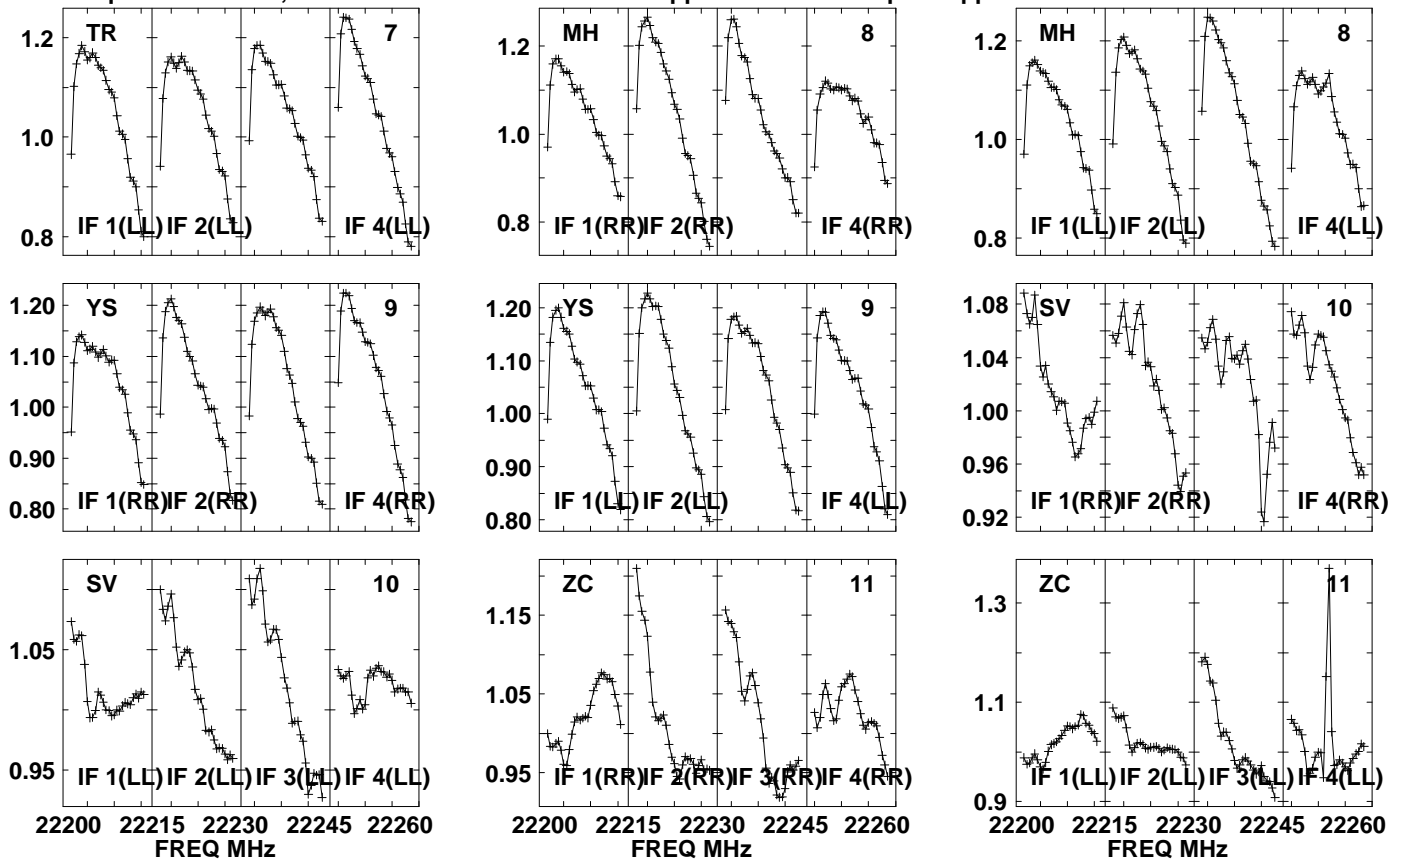 TR 7
1.2
1.0
0.8
IF 1(LL) IF 2(LL) IF 4(LL)
MH 8
1.2
1.0
0.8
IF 1(RR) IF 2(RR) IF 4(RR)
MH 8
1.2
1.0
0.8
IF 1(LL) IF 2(LL) IF 4(LL)
YS 9
1.20
1.10
1.00
0.90
0.80
IF 1(RR) IF 2(RR) IF 4(RR)
YS 9
1.20
1.10
1.00
0.90
0.80
IF 1(LL) IF 2(LL) IF 4(LL)
SV 10
1.08
1.04
1.00
0.96
0.92
IF 1(RR) IF 2(RR) IF 4(RR)
SV 10
1.05
0.95
IF 1(LL) IF 2(LL) IF 3(LL) IF 4(LL)
22200 22215 22230 22245 22260
FREQ MHz
ZC 11
1.15
1.05
0.95
IF 1(RR) IF 2(RR) IF 3(RR) IF 4(RR)
22200 22215 22230 22245 22260
FREQ MHz
ZC 11
1.3
1.1
0.9
IF 1(LL) IF 2(LL) IF 3(LL) IF 4(LL)
22200 22215 22230 22245 22260
FREQ MHz